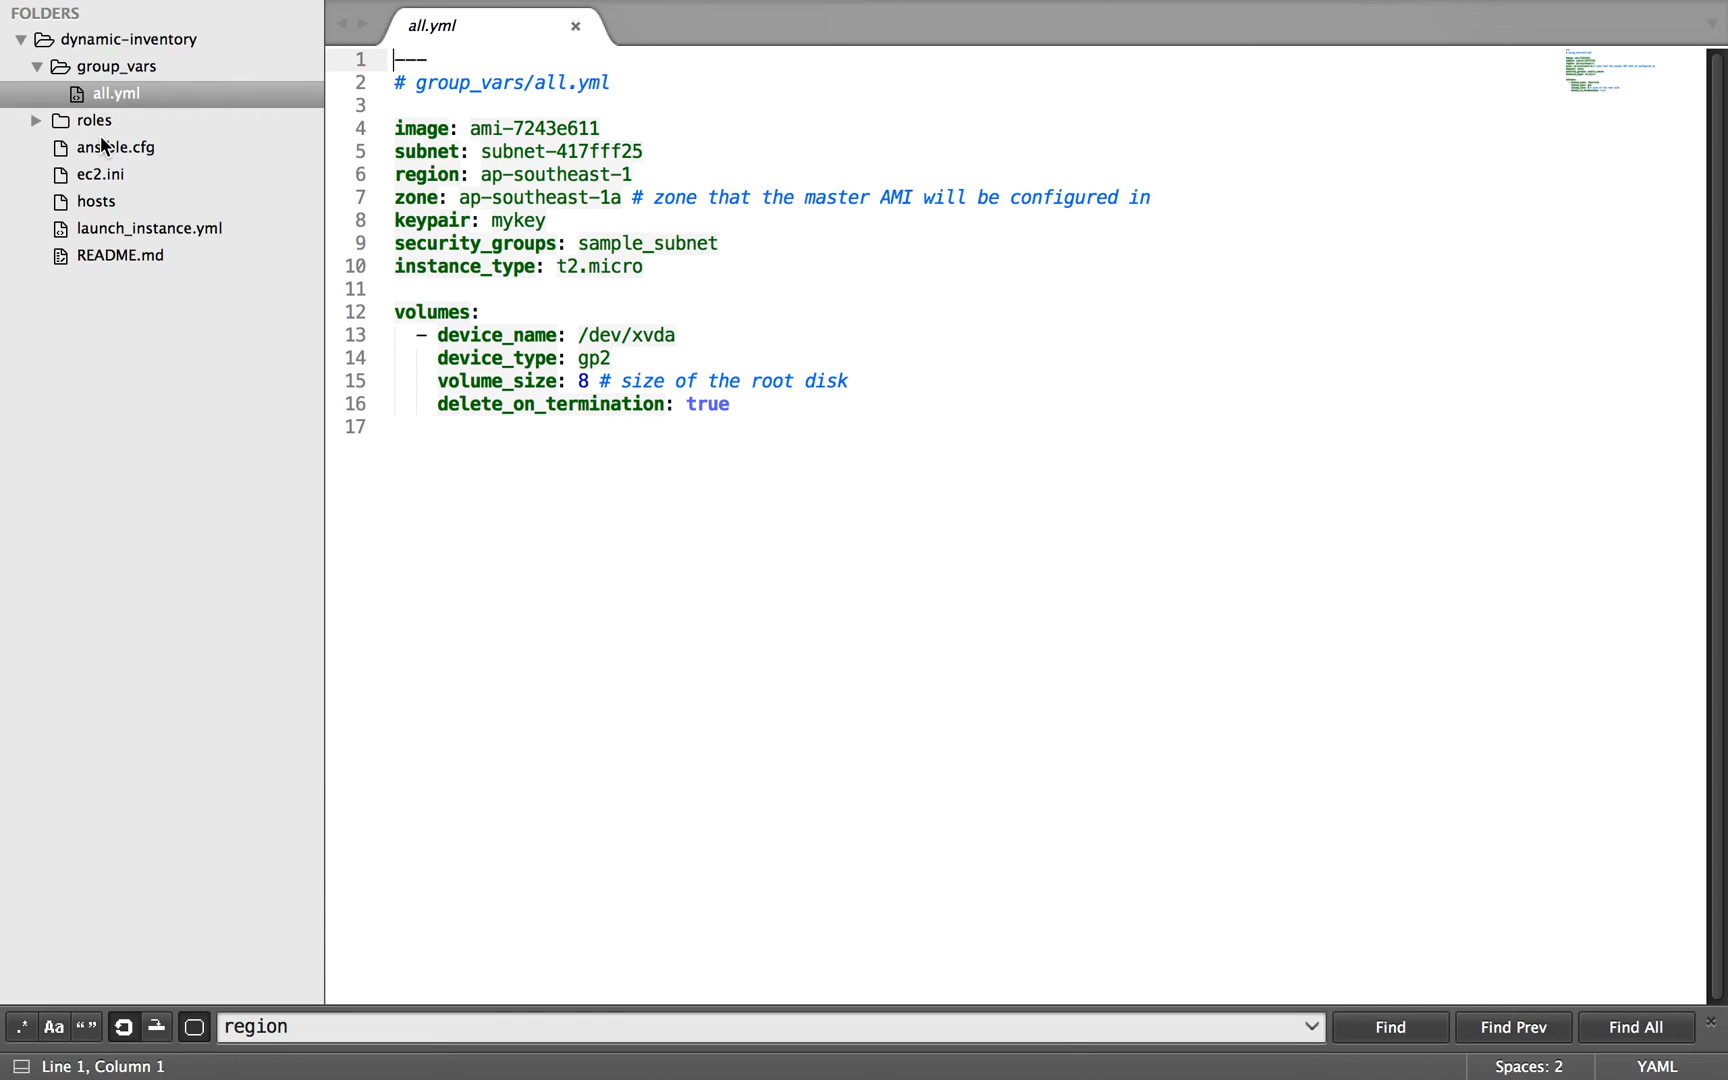 FOLDERS
dynamic-inventory
group_vars
all.yml
roles
ansible.cfg
ec2.ini
hosts
launch_instance.yml
README.md
all.yml ×
1 ---
2 # group_vars/all.yml
3
4 image: ami-7243e611
5 subnet: subnet-417fff25
6 region: ap-southeast-1
7 zone: ap-southeast-1a # zone that the master AMI will be configured in
8 keypair: mykey
9 security_groups: sample_subnet
10 instance_type: t2.micro
11
12 volumes:
13 - device_name: /dev/xvda
14 device_type: gp2
15 volume_size: 8 # size of the root disk
16 delete_on_termination: true
17
.* Aa “” region Find Find Prev Find All ×
Line 1, Column 1 Spaces: 2 YAML